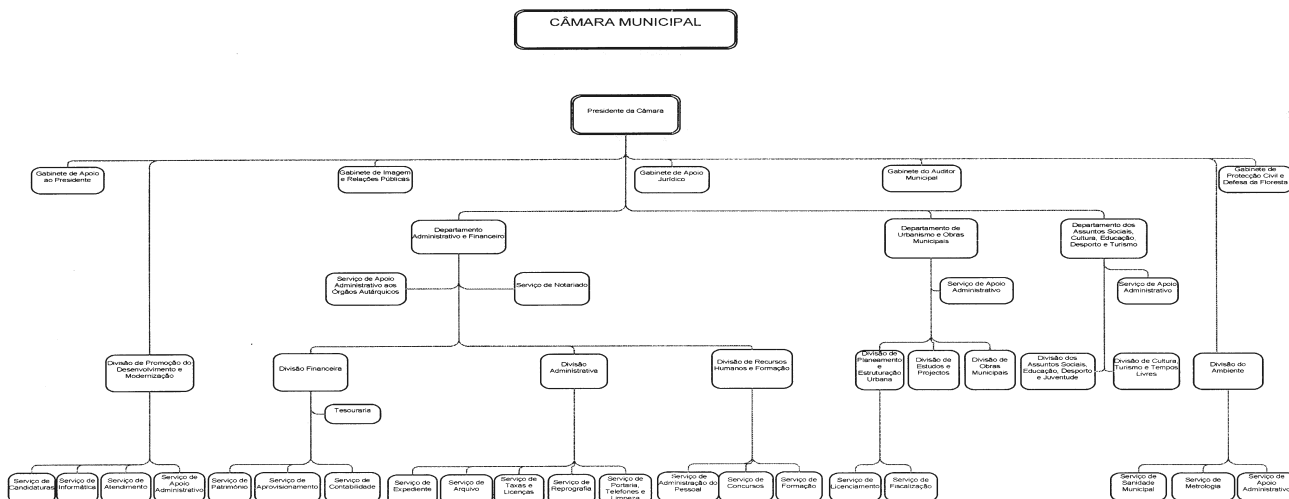 CÂMARA MUNICIPAL
Presidente da Câmara
Gabinete de Apoio
ao Presidente
Gabinete de Imagem
e Relações Públicas
Gabinete de Apoio
Jurídico
Gabinete do Auditor
Municipal
Gabinete de
Protecção Civil e
Defesa da Floresta
Departamento
Administrativo e Financeiro
Departamento de
Urbanismo e Obras
Municipais
Departamento dos
Assuntos Sociais,
Cultura, Educação,
Desporto e Turismo
Serviço de Apoio
Administrativo aos
Órgãos Autárquicos
Serviço de Notariado
Serviço de Apoio
Administrativo
Serviço de Apoio
Administrativo
Divisão de Promoção do
Desenvolvimento e
Modernização
Divisão Financeira
Divisão
Administrativa
Divisão de Recursos
Humanos e Formação
Divisão de
Planeamento
e
Estruturação
Urbana
Divisão de
Estudos e
Projectos
Divisão de
Obras
Municipais
Divisão dos
Assuntos Sociais,
Educação, Desporto
e Juventude
Divisão de Cultura,
Turismo e Tempos
Livres
Divisão do
Ambiente
Tesouraria
Serviço de
Candidaturas
Serviço de
Informática
Serviço de
Atendimento
Serviço de
Apoio
Administrativo
Serviço de
Património
Serviço de
Aprovisionamento
Serviço de
Contabilidade
Serviço de
Expediente
Serviço de
Arquivo
Serviço de
Taxas e
Licenças
Serviço de
Reprografia
Serviço de
Portaria,
Telefones e
Limpeza
Serviço de
Administração do
Pessoal
Serviço de
Concursos
Serviço de
Formação
Serviço de
Licenciamento
Serviço de
Fiscalização
Serviço de
Sanidade
Municipal
Serviço de
Metrologia
Serviço de
Apoio
Administrativo